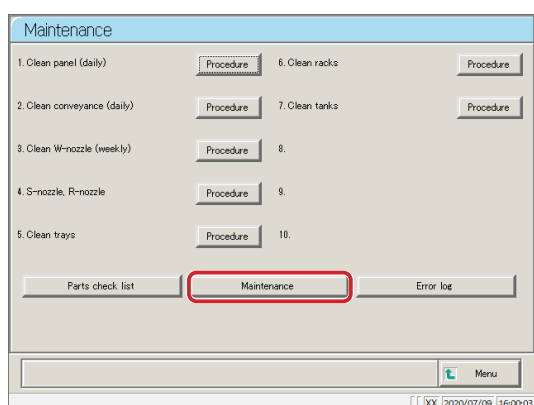 Maintenance
1. Clean panel (daily) Procedure 6. Clean racks Procedure
2. Clean conveyance (daily) Procedure 7. Clean tanks Procedure
3. Clean W-nozzle (weekly) Procedure 8.
4. S-nozzle, R-nozzle Procedure 9.
5. Clean trays Procedure 10.
Parts check list Maintenance Error log
Menu
XX 2020/07/09 16:00:03